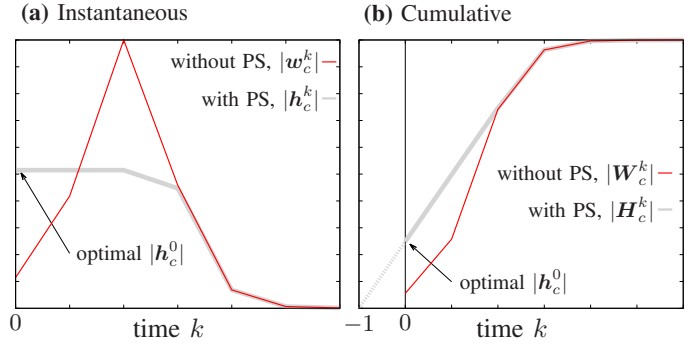 (a) Instantaneous
without PS, |w_c^k|
with PS, |h_c^k|
optimal |h_c^0|
0
time k
(b) Cumulative
without PS, |W_c^k|
with PS, |H_c^k|
optimal |h_c^0|
−1 0
time k